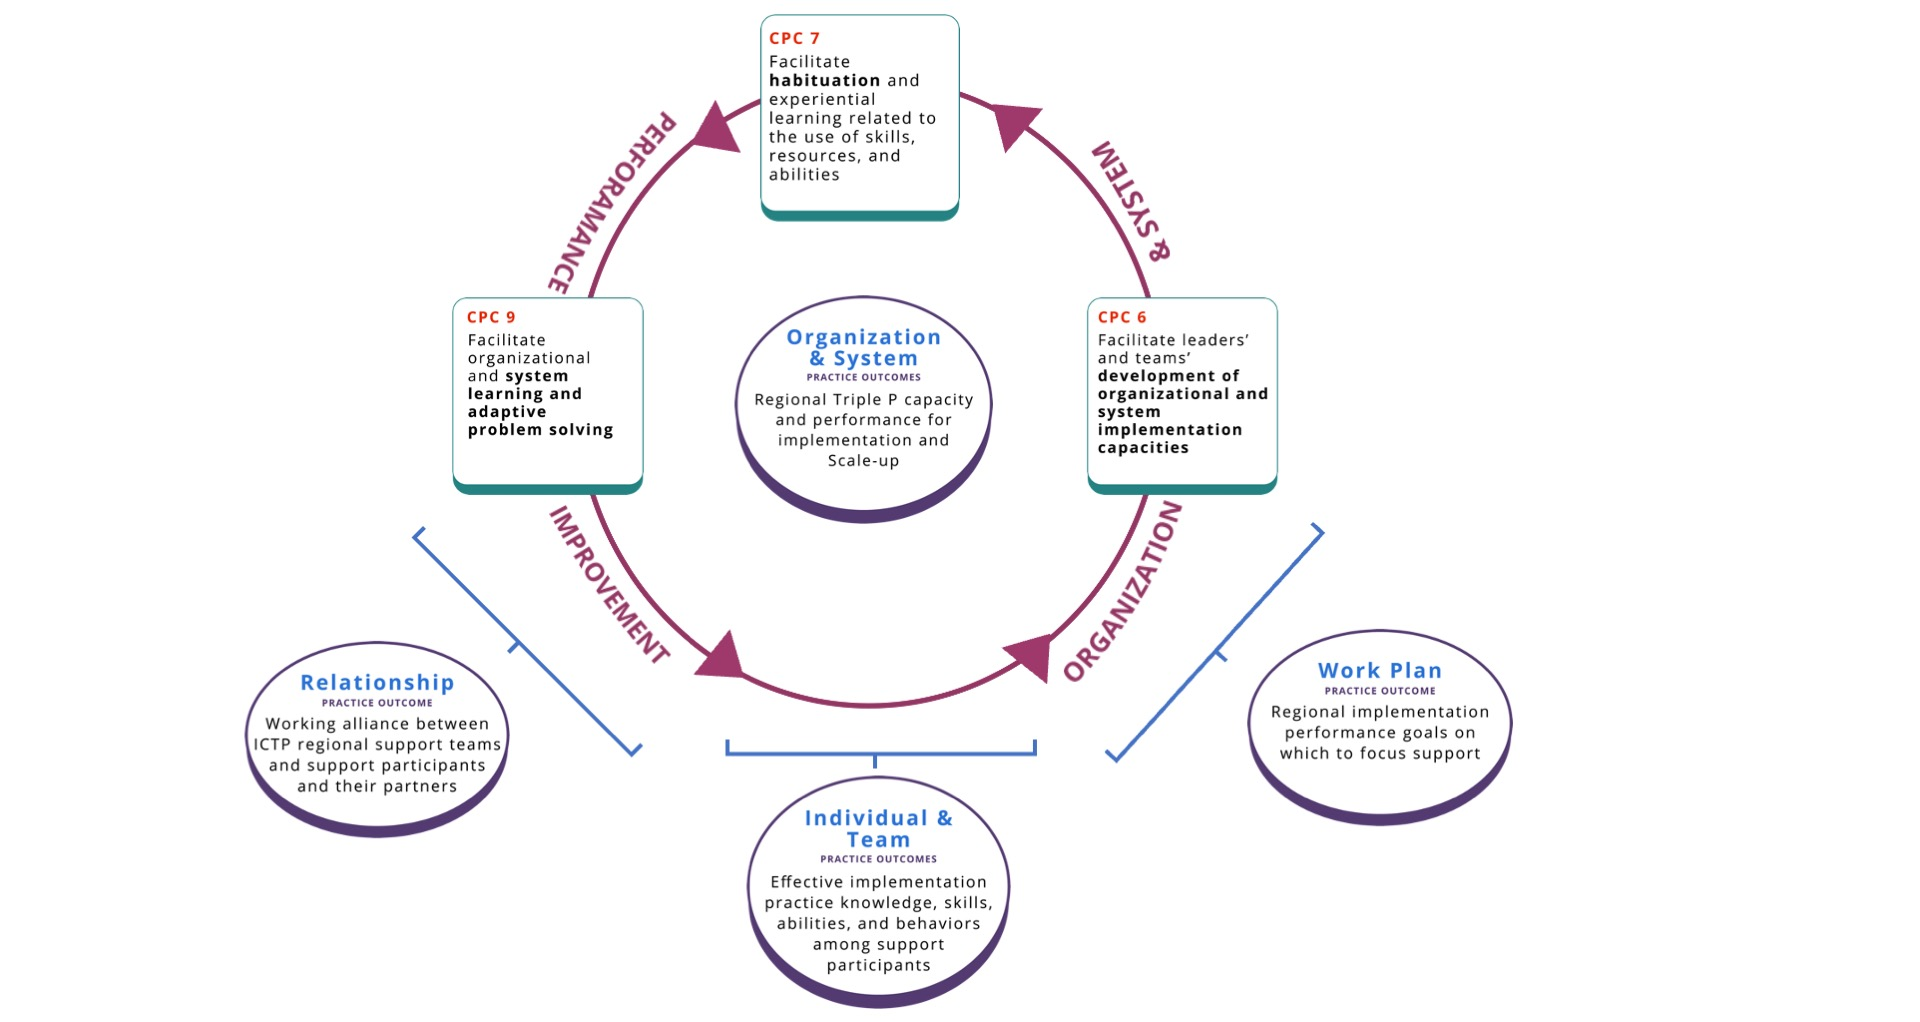 CPC 7
Facilitate
habituation and
experiential
learning related to
the use of skills,
resources, and
abilities
PERFORAMANCE
& SYSTEM
CPC 9
Facilitate
organizational
and system
learning and
adaptive
problem solving
Organization
& System
PRACTICE OUTCOMES
Regional Triple P capacity
and performance for
implementation and
Scale-up
CPC 6
Facilitate leaders’
and teams’
development of
organizational and
system
implementation
capacities
IMPROVEMENT
ORGANIZATION
Relationship
PRACTICE OUTCOME
Working alliance between
ICTP regional support teams
and support participants
and their partners
Work Plan
PRACTICE OUTCOME
Regional implementation
performance goals on
which to focus support
Individual &
Team
PRACTICE OUTCOMES
Effective implementation
practice knowledge, skills,
abilities, and behaviors
among support
participants